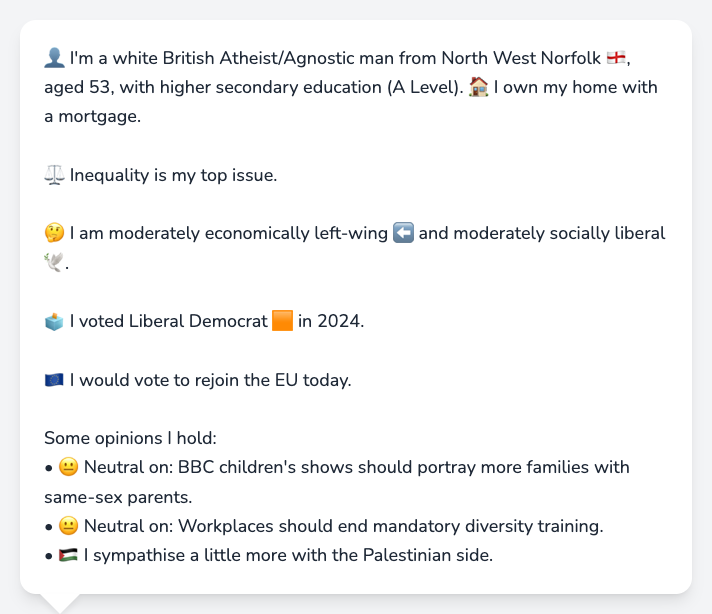 👤 I'm a white British Atheist/Agnostic man from North West Norfolk 🏴󠁧󠁢󠁥󠁮󠁧󠁿,
aged 53, with higher secondary education (A Level). 🏠 I own my home with
a mortgage.
⚖️ Inequality is my top issue.
🤔 I am moderately economically left-wing ⬅️ and moderately socially liberal
🕊️.
🗳️ I voted Liberal Democrat 🟧 in 2024.
🇪🇺 I would vote to rejoin the EU today.
Some opinions I hold:
• 😐 Neutral on: BBC children's shows should portray more families with
same-sex parents.
• 😐 Neutral on: Workplaces should end mandatory diversity training.
• 🇵🇸 I sympathise a little more with the Palestinian side.